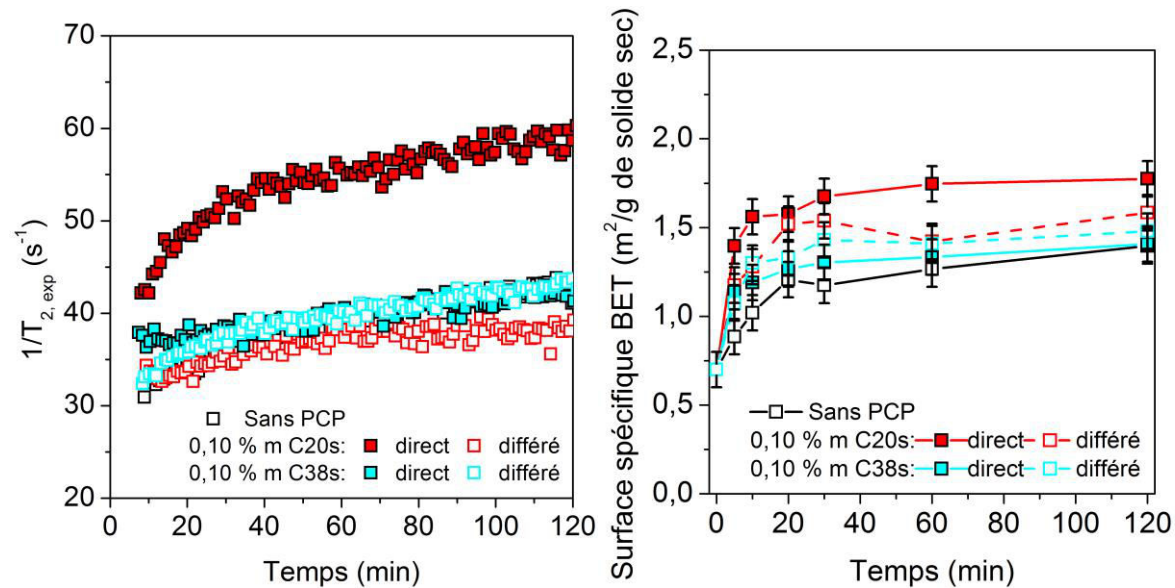 70
60
50
40
30
20
1/T2, exp (s-1)
Sans PCP
0,10 % m C20s: direct différé
0,10 % m C38s: direct différé
0 20 40 60 80 100 120
Temps (min)
Surface spécifique BET (m2/g de solide sec)
2,5
2,0
1,5
1,0
0,5
0,0
Sans PCP
0,10 % m C20s: direct différé
0,10 % m C38s: direct différé
0 20 40 60 80 100 120
Temps (min)